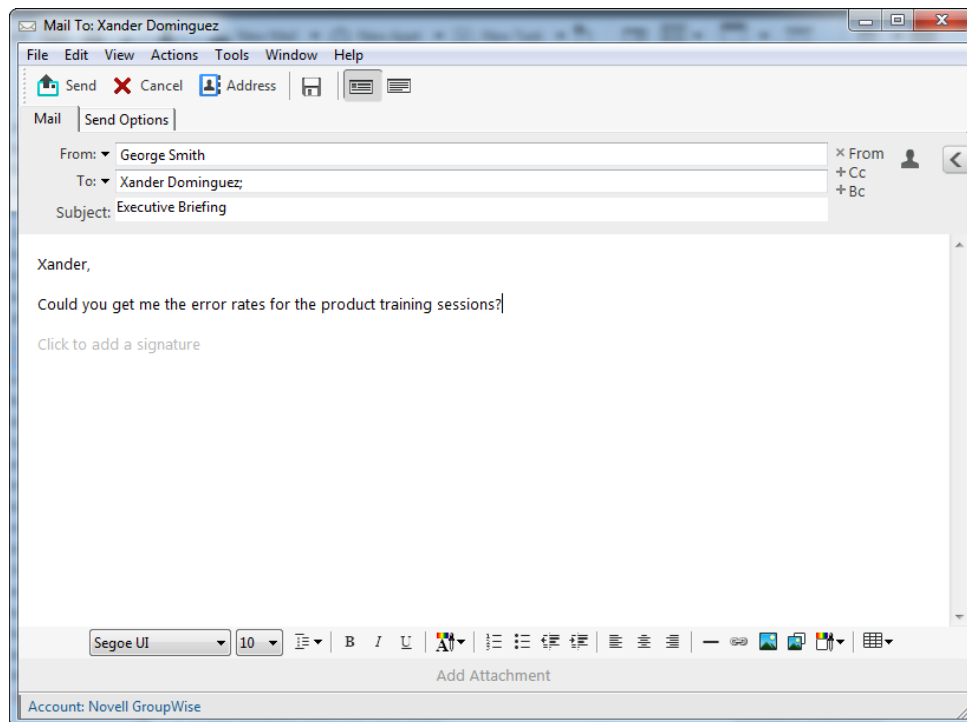 Mail To: Xander Dominguez
File Edit View Actions Tools Window Help
Send Cancel Address
Mail Send Options
From: George Smith
× From
To: Xander Dominguez;
+Cc
+Bc
Subject: Executive Briefing
Xander,
Could you get me the error rates for the product training sessions?
Click to add a signature
Segoe UI 10 B I U
Add Attachment
Account: Novell GroupWise